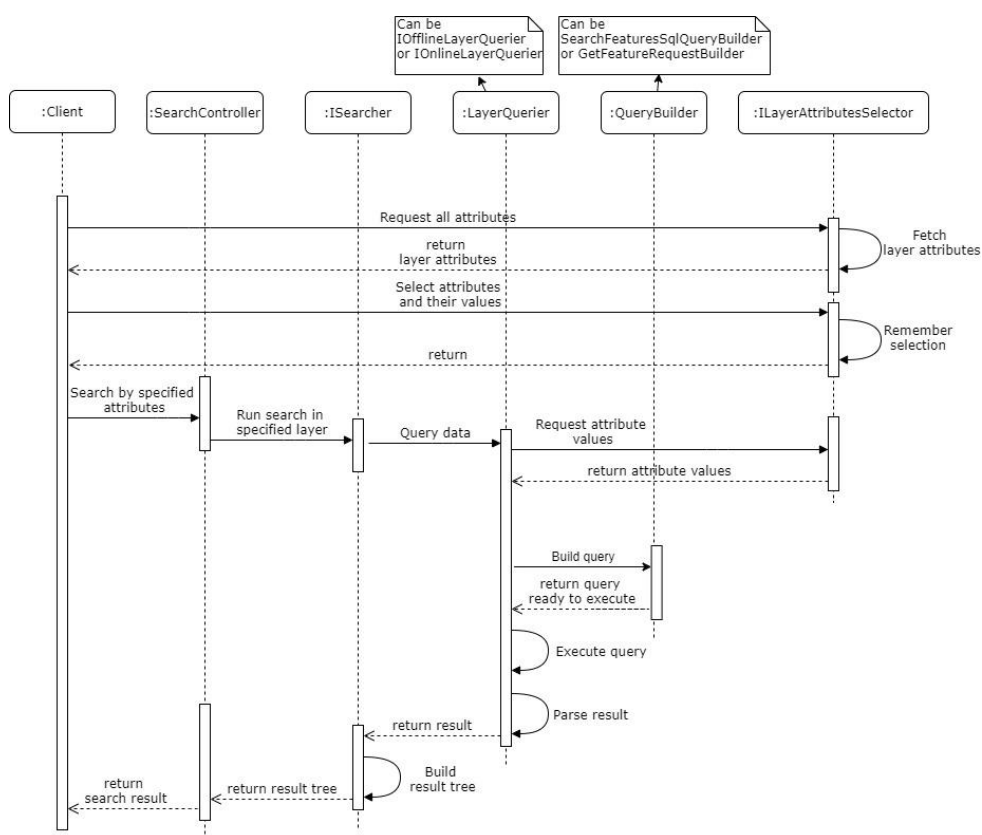 Can be
IOfflineLayerQuerier
or IOnlineLayerQuerier
Can be
SearchFeaturesSqlQueryBuilder
or GetFeatureRequestBuilder
:Client
:SearchController
:ISearcher
:LayerQuerier
:QueryBuilder
:ILayerAttributesSelector
Request all attributes
Fetch
layer attributes
return
layer attributes
Select attributes
and their values
Remember
selection
return
Search by specified
attributes
Run search in
specified layer
Query data
Request attribute
values
return attribute values
Build query
return query
ready to execute
Execute query
Parse result
return result
Build
result tree
return result tree
return
search result